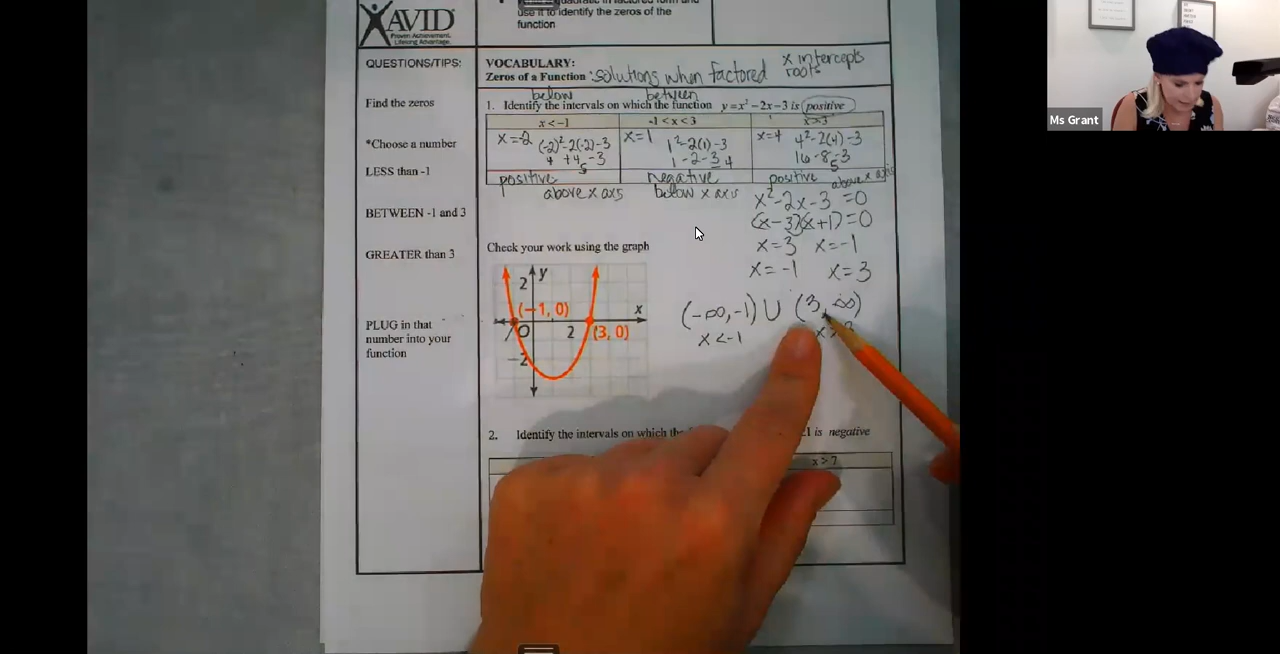 AVID
Proven Achievement.
Lifelong Advantage.
use it to identify the zeros of the
function
QUESTIONS/TIPS:
VOCABULARY:
Zeros of a Function: solutions when factored
x intercepts
roots
below between
Find the zeros
1. Identify the intervals on which the function y=x²-2x-3 is positive
x < -1 -1 < x < 3 x>3
*Choose a number
x=-2 (-2)²-2(-2)-3
4 +4 -3
5
x=1 1²-2(1)-3
1-2-3 4
x=4 4²-2(4)-3
16-8-3
5
LESS than -1
positive negative positive
above x axis below x axis above x axis
BETWEEN -1 and 3
GREATER than 3
x²-2x-3=0
(x-3)(x+1)=0
x=3 x=-1
x=-1 x=3
Check your work using the graph
2 y
(−1, 0) x
O 2 (3, 0)
−2
(-∞,-1) U (3, ∞)
x<-1 x>3
PLUG in that
number into your
function
2. Identify the intervals on which the is negative
x > 7
Ms Grant